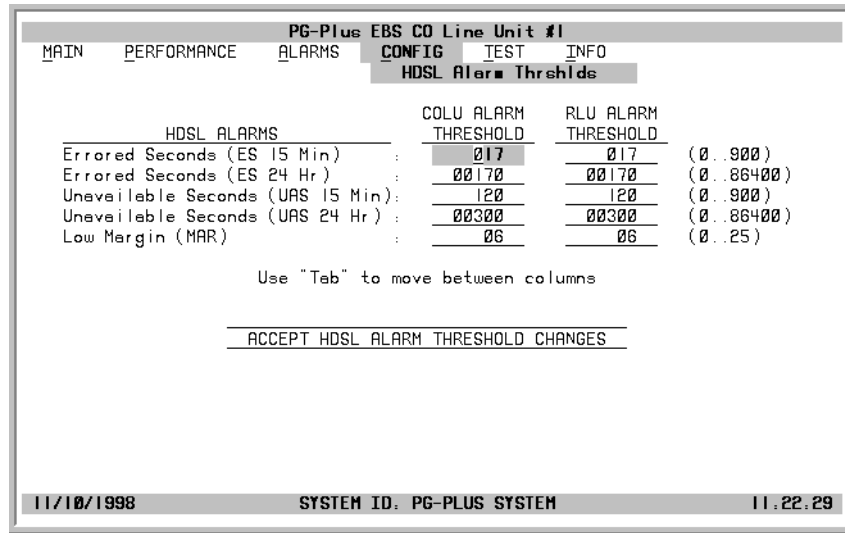 PG-Plus EBS CO Line Unit #1
MAIN PERFORMANCE ALARMS CONFIG TEST INFO
HDSL Alarm Thrshlds
COLU ALARM RLU ALARM
HDSL ALARMS THRESHOLD THRESHOLD
Errored Seconds (ES 15 Min) : 017 017 (0..900)
Errored Seconds (ES 24 Hr) : 00170 00170 (0..86400)
Unavailable Seconds (UAS 15 Min): 120 120 (0..900)
Unavailable Seconds (UAS 24 Hr) : 00300 00300 (0..86400)
Low Margin (MAR) : 06 06 (0..25)
Use "Tab" to move between columns
ACCEPT HDSL ALARM THRESHOLD CHANGES
11/10/1998 SYSTEM ID: PG-PLUS SYSTEM 11:22:29